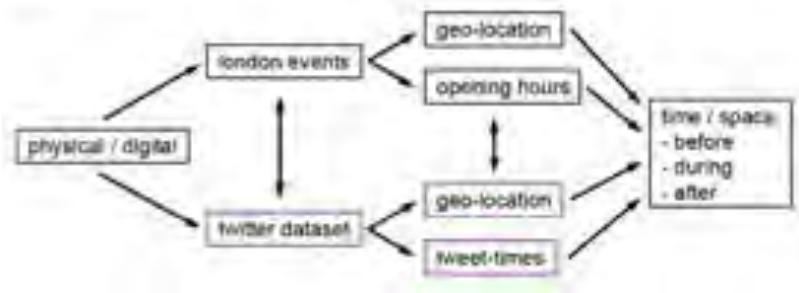 geo-location
london events
opening hours
physical / digital
time / space:
- before
- during
- after
geo-location
twitter dataset
tweet-times